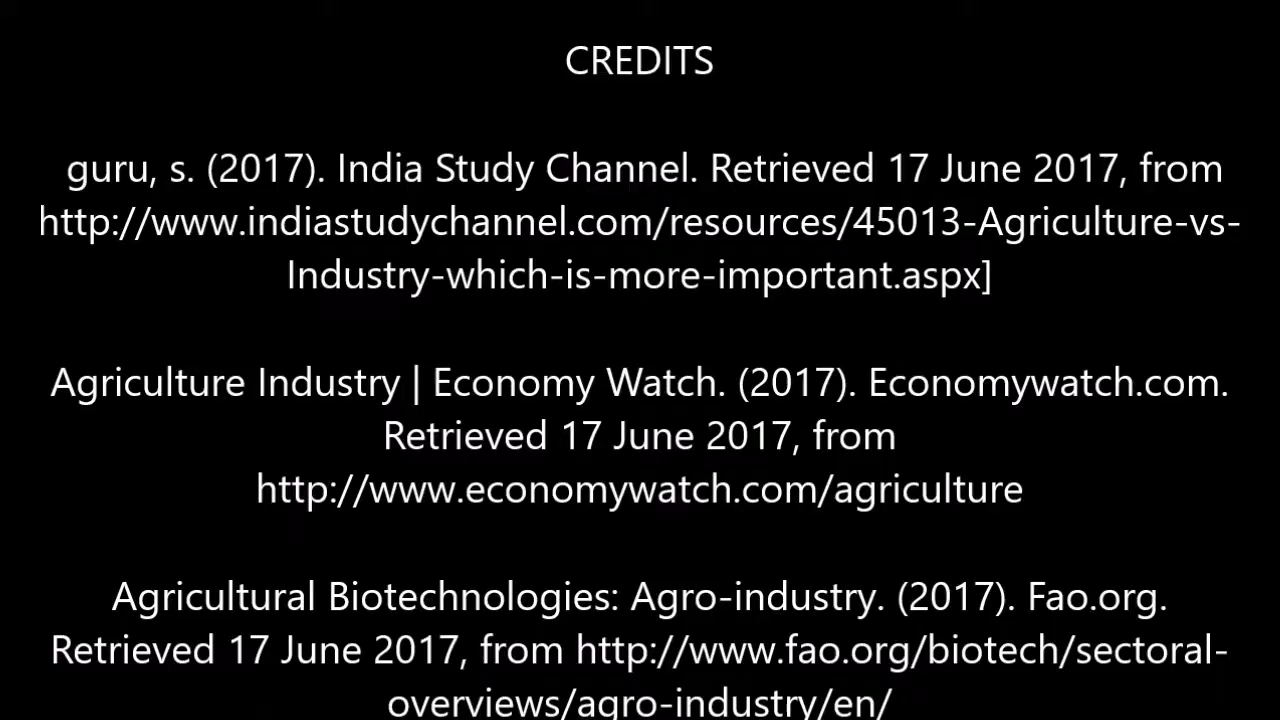 CREDITS
guru, s. (2017). India Study Channel. Retrieved 17 June 2017, from
http://www.indiastudychannel.com/resources/45013-Agriculture-vs-
Industry-which-is-more-important.aspx]
Agriculture Industry | Economy Watch. (2017). Economywatch.com.
Retrieved 17 June 2017, from
http://www.economywatch.com/agriculture
Agricultural Biotechnologies: Agro-industry. (2017). Fao.org.
Retrieved 17 June 2017, from http://www.fao.org/biotech/sectoral-
overviews/agro-industry/en/